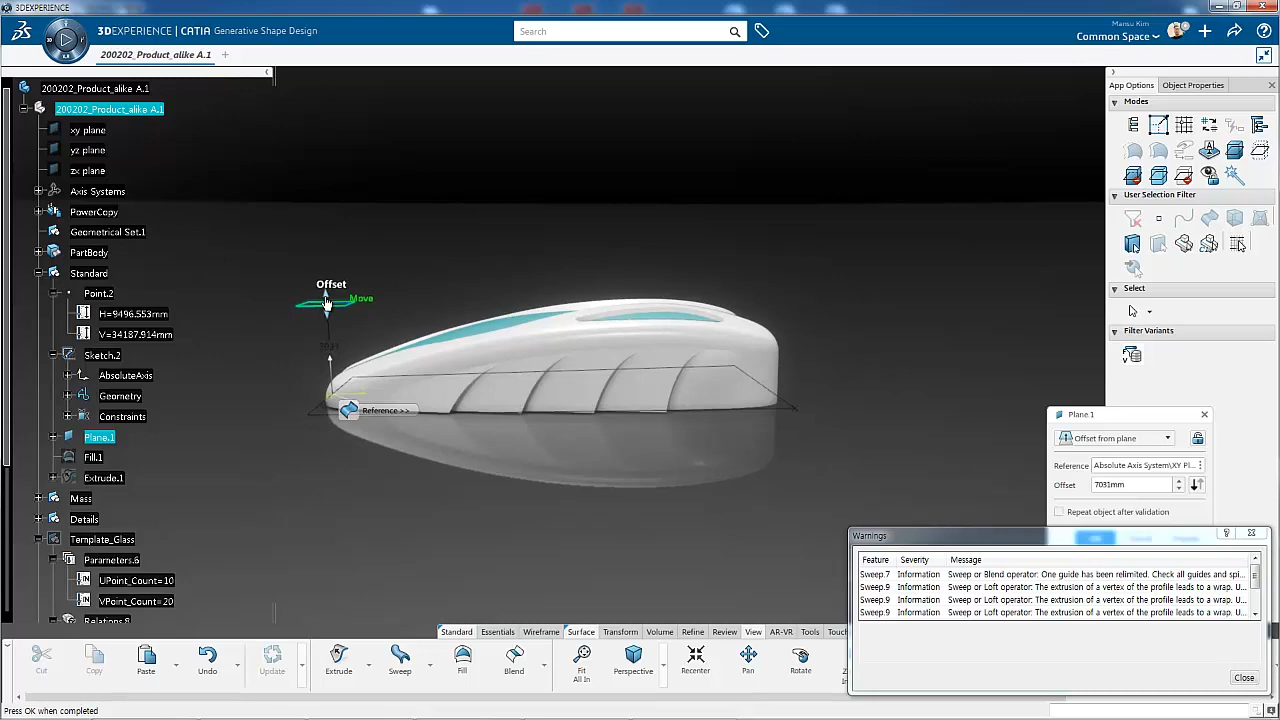 3DEXPERIENCE
3DEXPERIENCE | CATIA Generative Shape Design
Search
Mansu Kim
Common Space
200202_Product_alike A.1
App Options
Object Properties
200202_Product_alike A.1
200202_Product_alike A.1
xy plane
yz plane
zx plane
Axis Systems
PowerCopy
Geometrical Set.1
PartBody
Standard
Point.2
H=9496.553mm
V=34187.914mm
Sketch.2
AbsoluteAxis
Geometry
Constraints
Plane.1
Fill.1
Extrude.1
Mass
Details
Template_Glass
Parameters.6
UPoint_Count=10
VPoint_Count=20
Relations.8
Offset
Move
Reference >>
Modes
User Selection Filter
Select
Filter Variants
Plane.1
Offset from plane
Reference Absolute Axis System\XY Pl...
Offset 7031mm
Repeat object after validation
Warnings
Feature Severity Message
Sweep.7 Information Sweep or Blend operator: One guide has been relimited. Check all guides and spi...
Sweep.9 Information Sweep or Loft operator: The extrusion of a vertex of the profile leads to a wrap. U...
Sweep.9 Information Sweep or Loft operator: The extrusion of a vertex of the profile leads to a wrap. U...
Sweep.9 Information Sweep or Loft operator: The extrusion of a vertex of the profile leads to a wrap. U...
Close
Standard Essentials Wireframe Surface Transform Volume Refine Review View AR-VR Tools Touch
Cut Copy Paste Undo Update Extrude Sweep Fill Blend Fit All In Perspective Recenter Pan Rotate
Press OK when completed